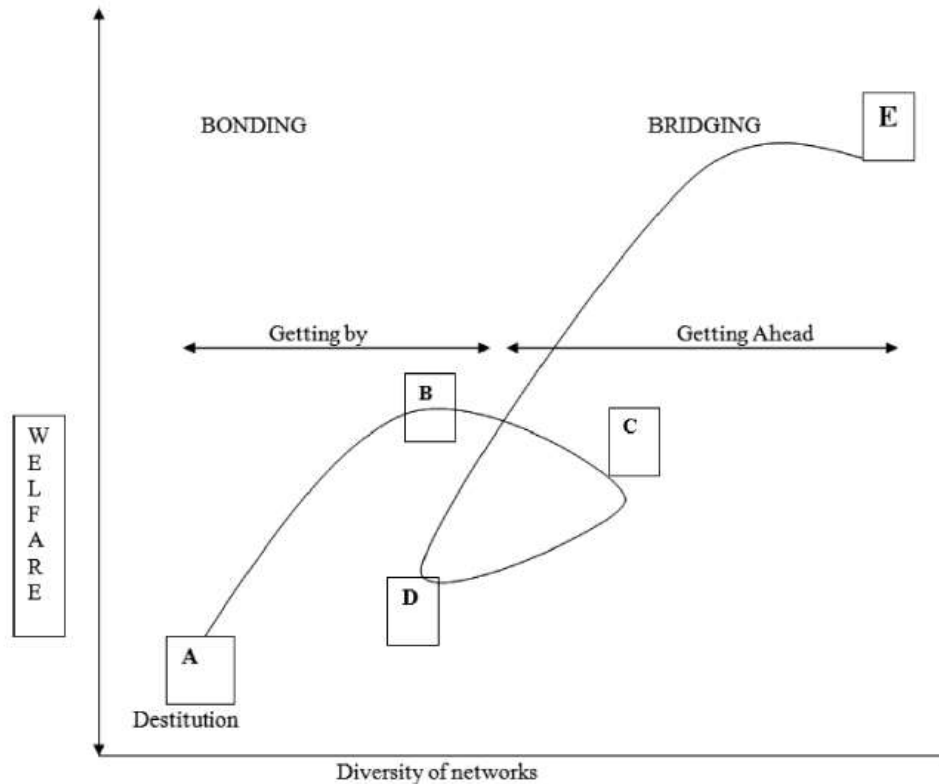 BONDING
BRIDGING
E
Getting by
Getting Ahead
B
C
W
E
L
F
A
R
E
D
A
Destitution
Diversity of networks